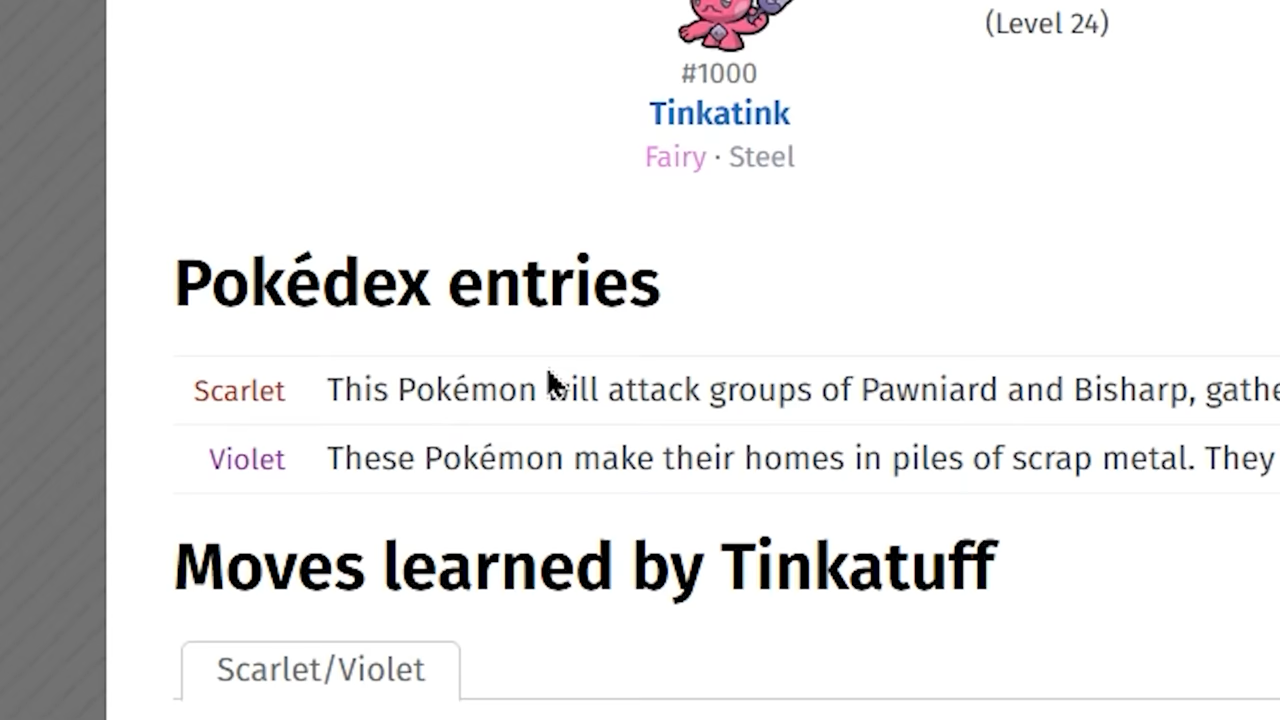 (Level 24)
#1000
Tinkatink
Fairy · Steel
Pokédex entries
Scarlet This Pokémon will attack groups of Pawniard and Bisharp, gathe
Violet These Pokémon make their homes in piles of scrap metal. They
Moves learned by Tinkatuff
Scarlet/Violet